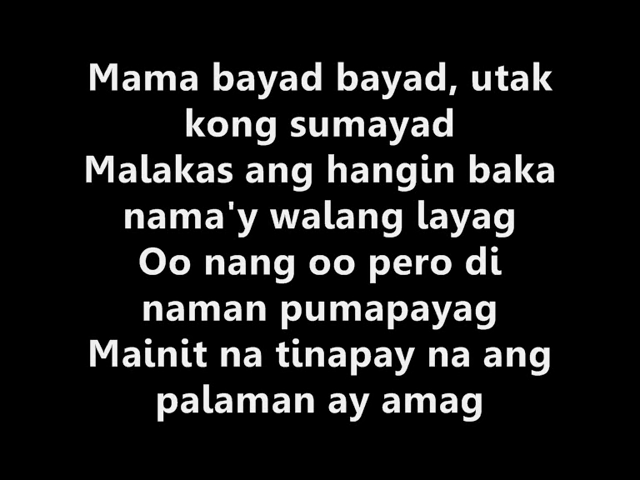 Mama bayad bayad, utak
kong sumayad
Malakas ang hangin baka
nama'y walang layag
Oo nang oo pero di
naman pumapayag
Mainit na tinapay na ang
palaman ay amag